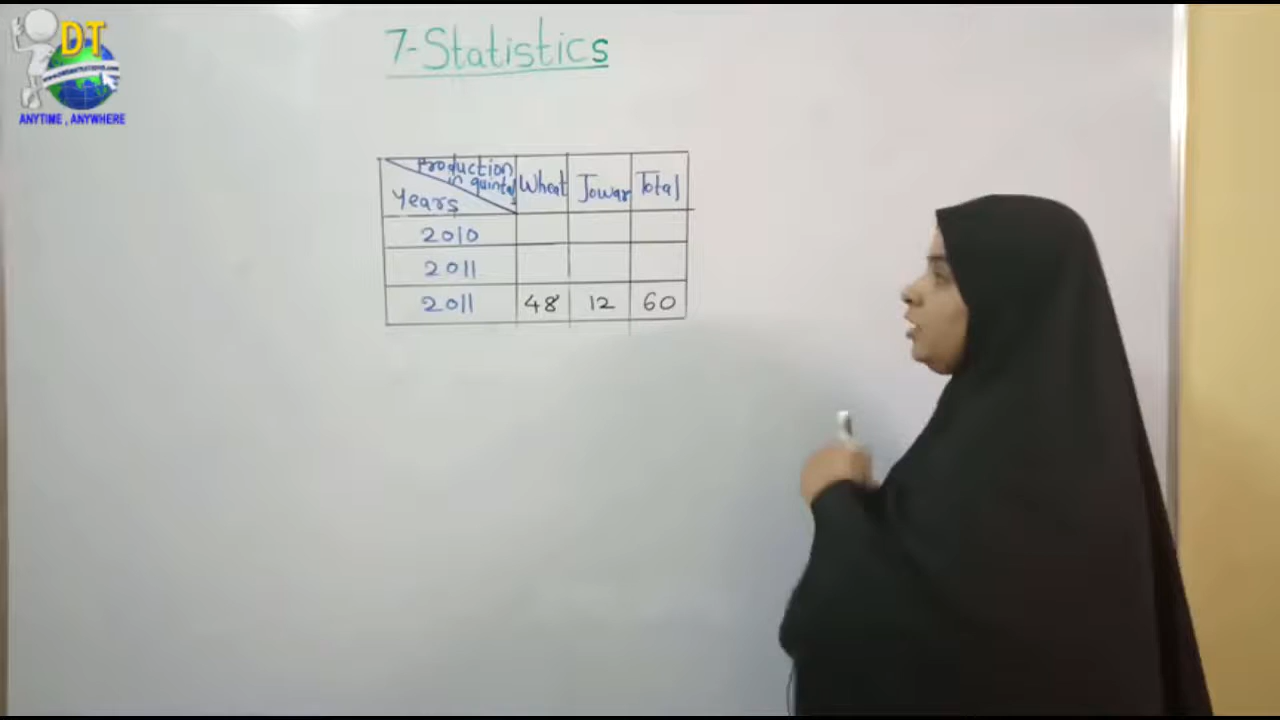 DT
ANYTIME, ANYWHERE
7-Statistics
Production
in quintal
Years
Wheat
Jowar
Total
2010
2011
2011 48 12 60